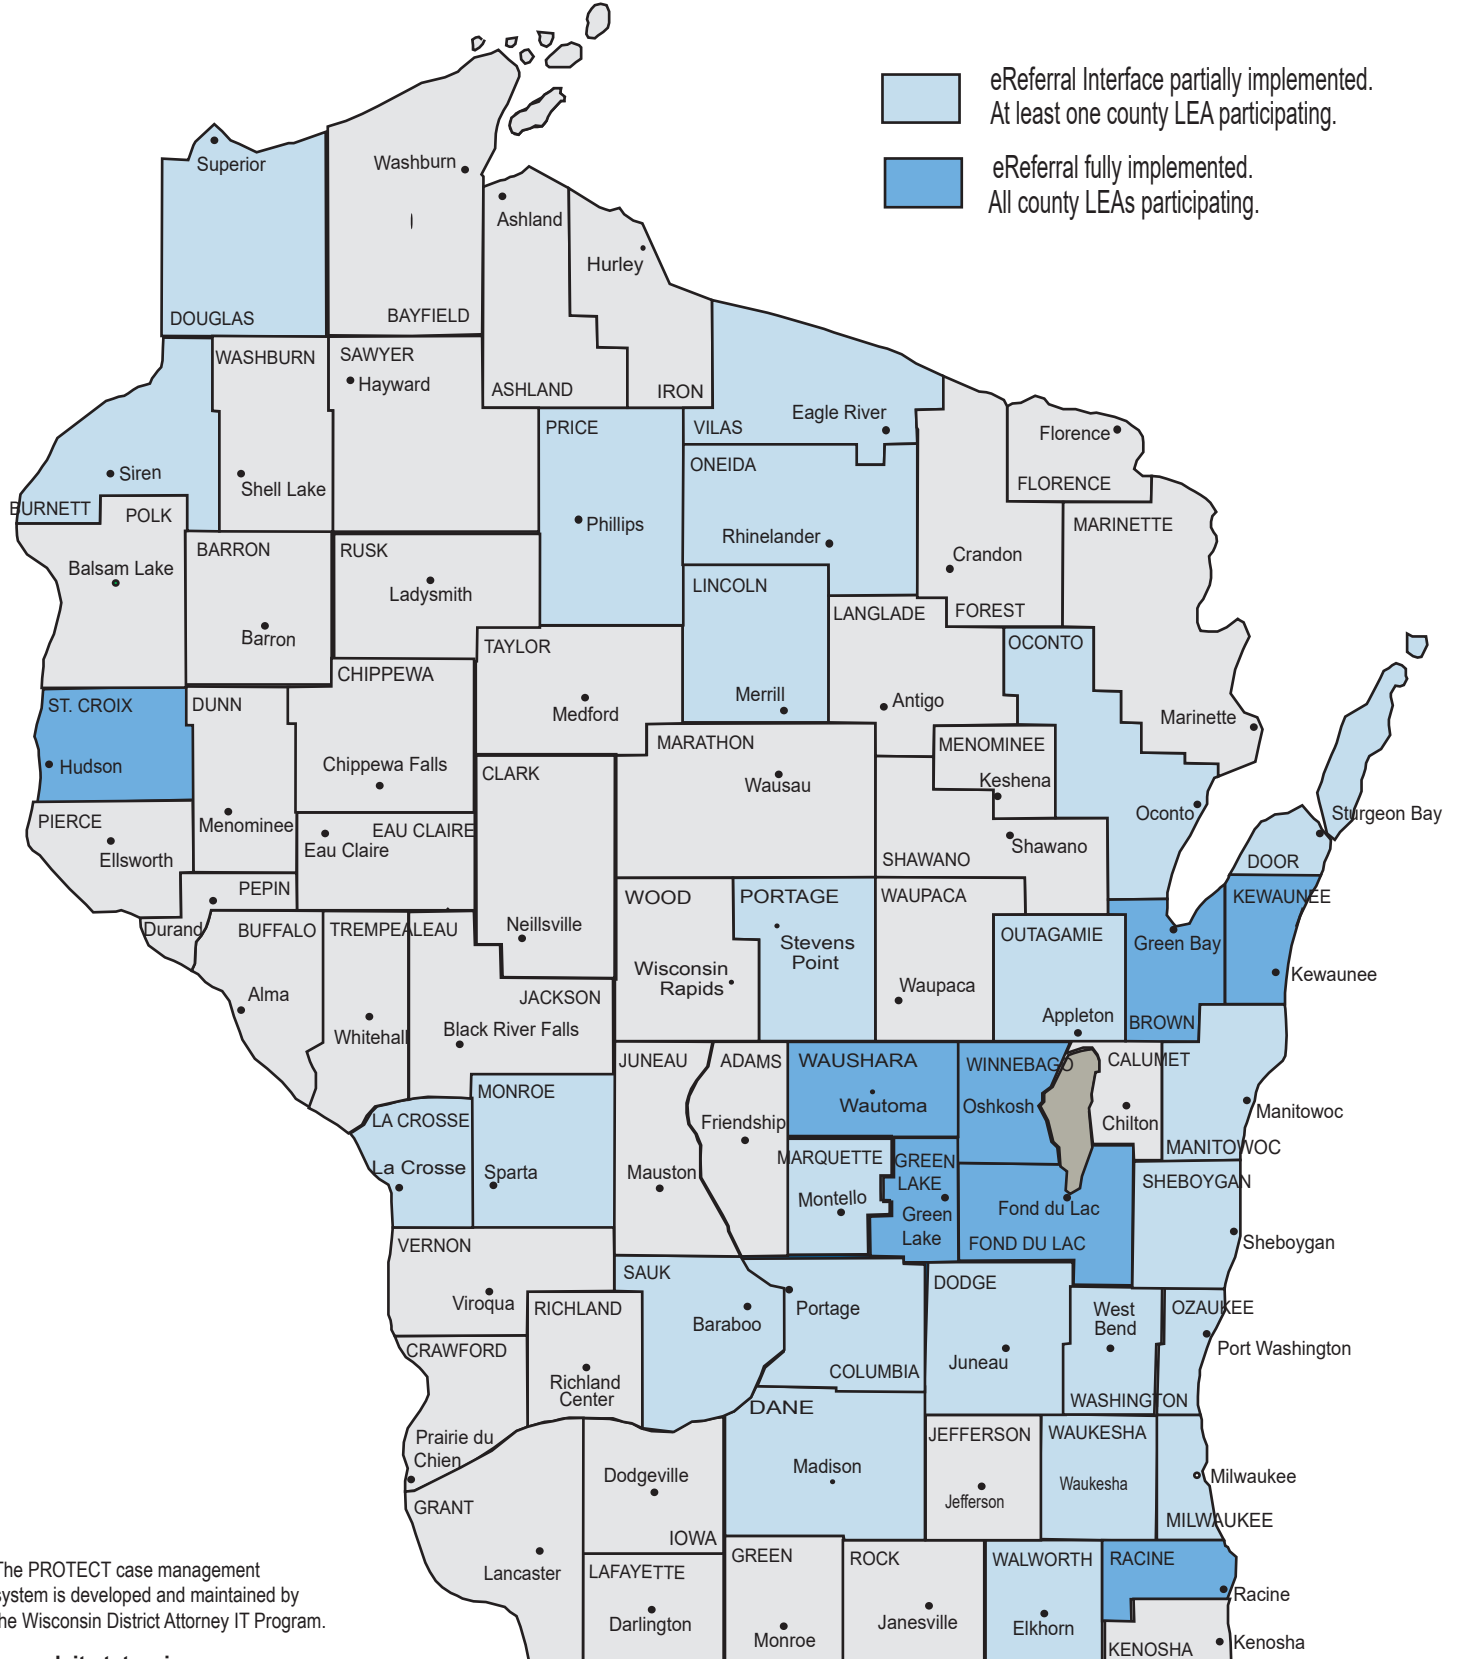 eReferral Interface partially implemented.
At least one county LEA participating.
eReferral fully implemented.
All county LEAs participating.
Superior
DOUGLAS
Washburn
BAYFIELD
Ashland
ASHLAND
Hurley
IRON
WASHBURN
Shell Lake
SAWYER
Hayward
Siren
BURNETT
POLK
Balsam Lake
BARRON
Barron
RUSK
Ladysmith
PRICE
Phillips
VILAS
Eagle River
ONEIDA
Rhinelander
LINCOLN
Merrill
Florence
FLORENCE
MARINETTE
Marinette
Crandon
FOREST
LANGLADE
Antigo
OCONTO
Oconto
TAYLOR
Medford
CHIPPEWA
Chippewa Falls
ST. CROIX
Hudson
DUNN
Menominee
PIERCE
Ellsworth
PEPIN
Durand
EAU CLAIRE
Eau Claire
CLARK
Neillsville
MARATHON
Wausau
MENOMINEE
Keshena
SHAWANO
Shawano
Sturgeon Bay
DOOR
KEWAUNEE
Kewaunee
Green Bay
BROWN
OUTAGAMIE
Appleton
WAUPACA
Waupaca
PORTAGE
Stevens
Point
WOOD
Wisconsin
Rapids
BUFFALO
Alma
TREMPEALEAU
Whitehall
JACKSON
Black River Falls
LA CROSSE
La Crosse
MONROE
Sparta
JUNEAU
Mauston
ADAMS
Friendship
WAUSHARA
Wautoma
WINNEBAGO
Oshkosh
CALUMET
Chilton
MANITOWOC
Manitowoc
MARQUETTE
Montello
GREEN
LAKE
Green
Lake
Fond du Lac
FOND DU LAC
SHEBOYGAN
Sheboygan
VERNON
Viroqua
RICHLAND
Richland
Center
SAUK
Baraboo
Portage
COLUMBIA
DODGE
Juneau
West
Bend
WASHINGTON
OZAUKEE
Port Washington
CRAWFORD
Prairie du
Chien
GRANT
Lancaster
Dodgeville
IOWA
DANE
Madison
JEFFERSON
Jefferson
WAUKESHA
Waukesha
Milwaukee
MILWAUKEE
LAFAYETTE
Darlington
GREEN
Monroe
ROCK
Janesville
WALWORTH
Elkhorn
RACINE
Racine
KENOSHA
Kenosha
The PROTECT case management
system is developed and maintained by
the Wisconsin District Attorney IT Program.